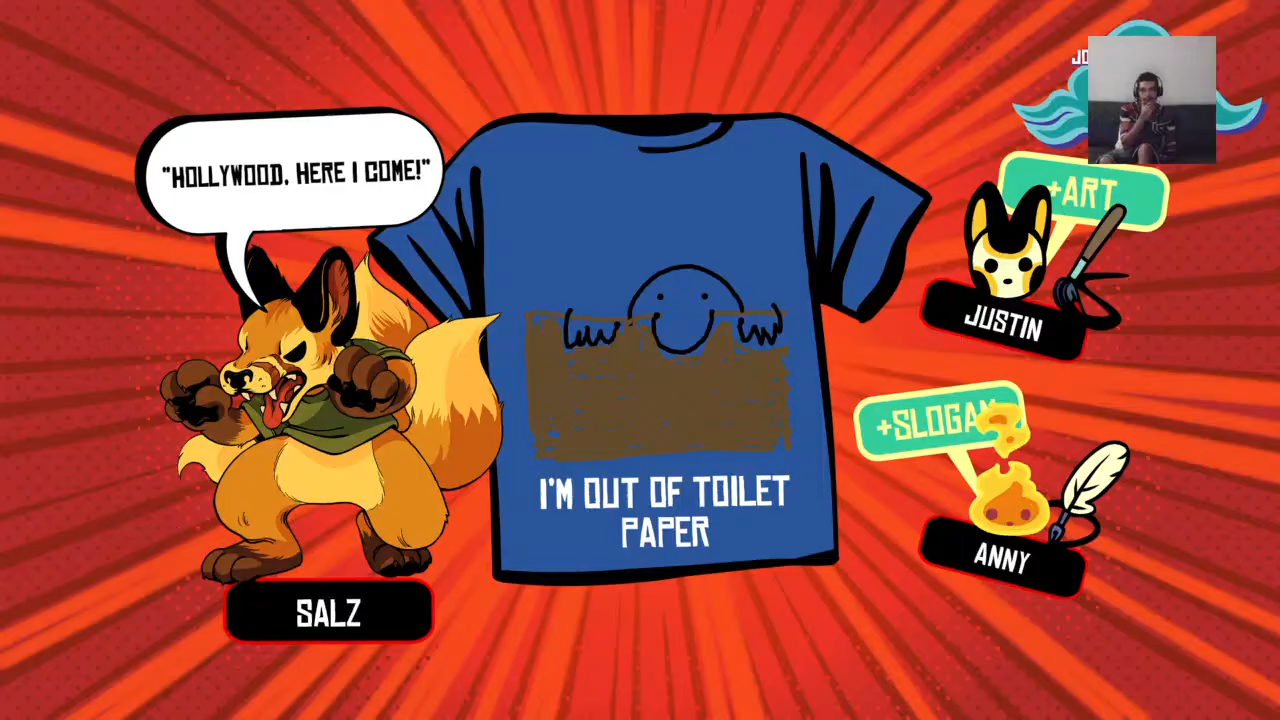 "HOLLYWOOD, HERE I COME!"
+ART
JUSTIN
+SLOGAN
I'M OUT OF TOILET
PAPER
ANNY
SALZ